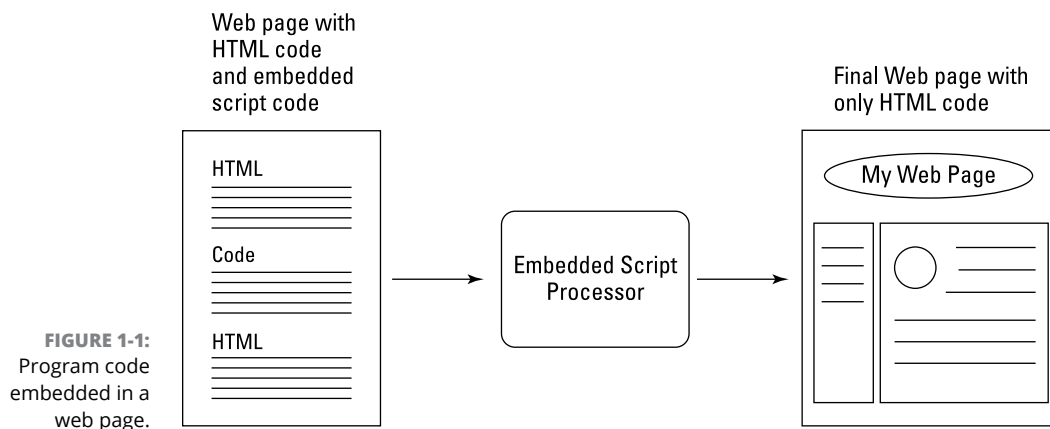 Web page with
HTML code
and embedded
script code
Final Web page with
only HTML code
HTML
Code
HTML
Embedded Script
Processor
My Web Page
FIGURE 1-1:
Program code
embedded in a
web page.